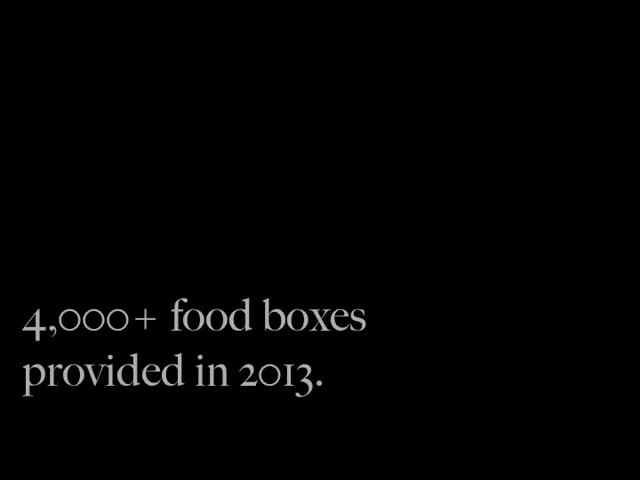 4,000+ food boxes
provided in 2013.